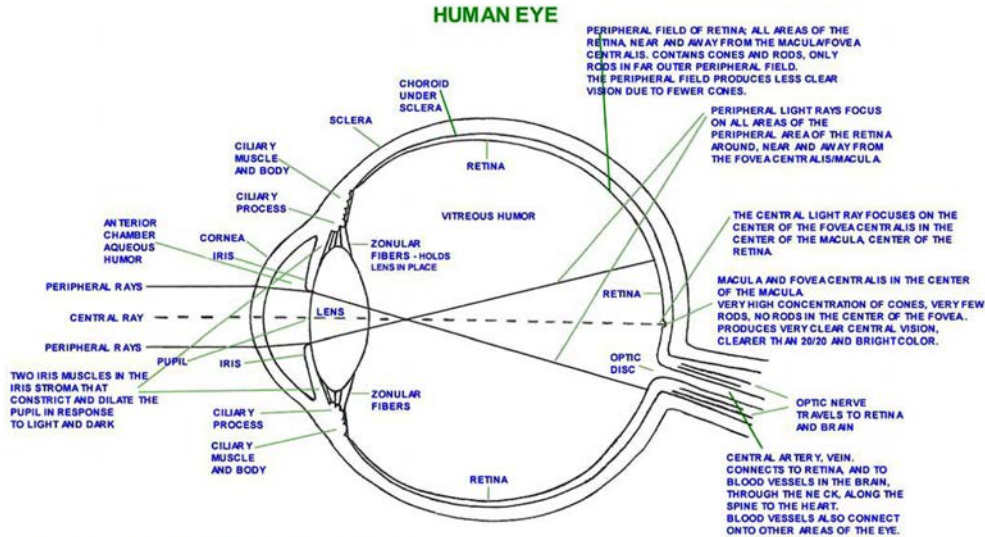 HUMAN EYE
PERIPHERAL FIELD OF RETINA; ALL AREAS OF THE
RETINA, NEAR AND AWAY FROM THE MACULA/FOVEA
CENTRALIS. CONTAINS CONES AND RODS, ONLY
RODS IN FAR OUTER PERIPHERAL FIELD.
THE PERIPHERAL FIELD PRODUCES LESS CLEAR
VISION DUE TO FEWER CONES.
CHOROID
UNDER
SCLERA
SCLERA
PERIPHERAL LIGHT RAYS FOCUS
ON ALL AREAS OF THE
PERIPHERAL AREA OF THE RETINA
AROUND, NEAR AND AWAY FROM
THE FOVEA CENTRALIS/MACULA.
CILIARY
MUSCLE
AND BODY
RETINA
CILIARY
PROCESS
VITREOUS HUMOR
ANTERIOR
CHAMBER
AQUEOUS
HUMOR
CORNEA
IRIS
ZONULAR
FIBERS - HOLDS
LENS IN PLACE
THE CENTRAL LIGHT RAY FOCUSES ON THE
CENTER OF THE FOVEA CENTRALIS IN THE
CENTER OF THE MACULA, CENTER OF THE
RETINA.
PERIPHERAL RAYS
RETINA
MACULA AND FOVEA CENTRALIS IN THE CENTER
OF THE MACULA.
VERY HIGH CONCENTRATION OF CONES, VERY FEW
RODS, NO RODS IN THE CENTER OF THE FOVEA.
PRODUCES VERY CLEAR CENTRAL VISION,
CLEARER THAN 20/20 AND BRIGHT COLOR.
CENTRAL RAY
LENS
PERIPHERAL RAYS
PUPIL
IRIS
OPTIC
DISC
TWO IRIS MUSCLES IN THE
IRIS STROMA THAT
CONSTRICT AND DILATE THE
PUPIL IN RESPONSE
TO LIGHT AND DARK
ZONULAR
FIBERS
CILIARY
PROCESS
OPTIC NERVE
TRAVELS TO RETINA
AND BRAIN
CILIARY
MUSCLE
AND BODY
RETINA
CENTRAL ARTERY, VEIN.
CONNECTS TO RETINA, AND TO
BLOOD VESSELS IN THE BRAIN,
THROUGH THE NECK, ALONG THE
SPINE TO THE HEART.
BLOOD VESSELS ALSO CONNECT
ONTO OTHER AREAS OF THE EYE.